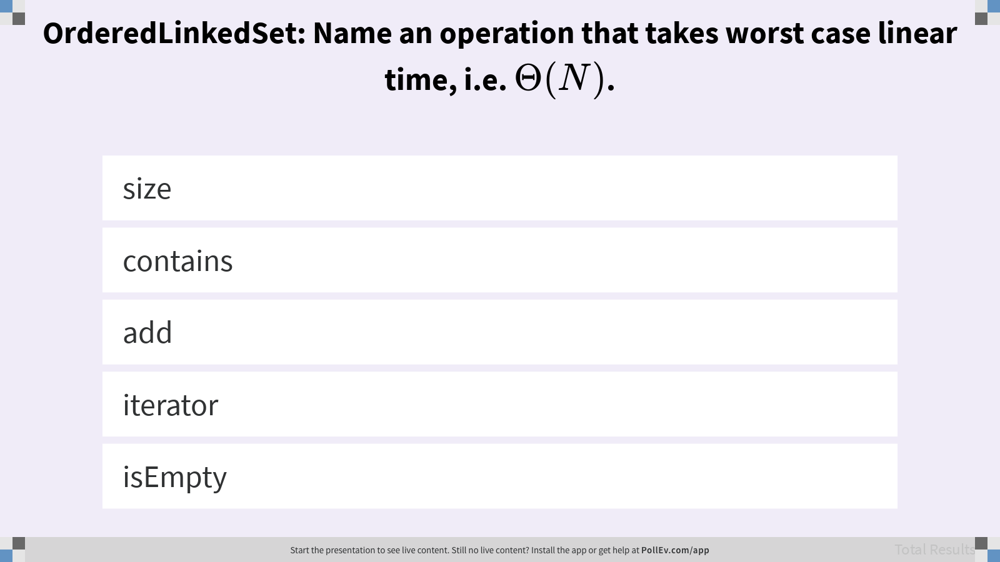 OrderedLinkedSet: Name an operation that takes worst case linear
time, i.e. Θ(N).
size
contains
add
iterator
isEmpty
Start the presentation to see live content. Still no live content? Install the app or get help at PollEv.com/app
Total Results